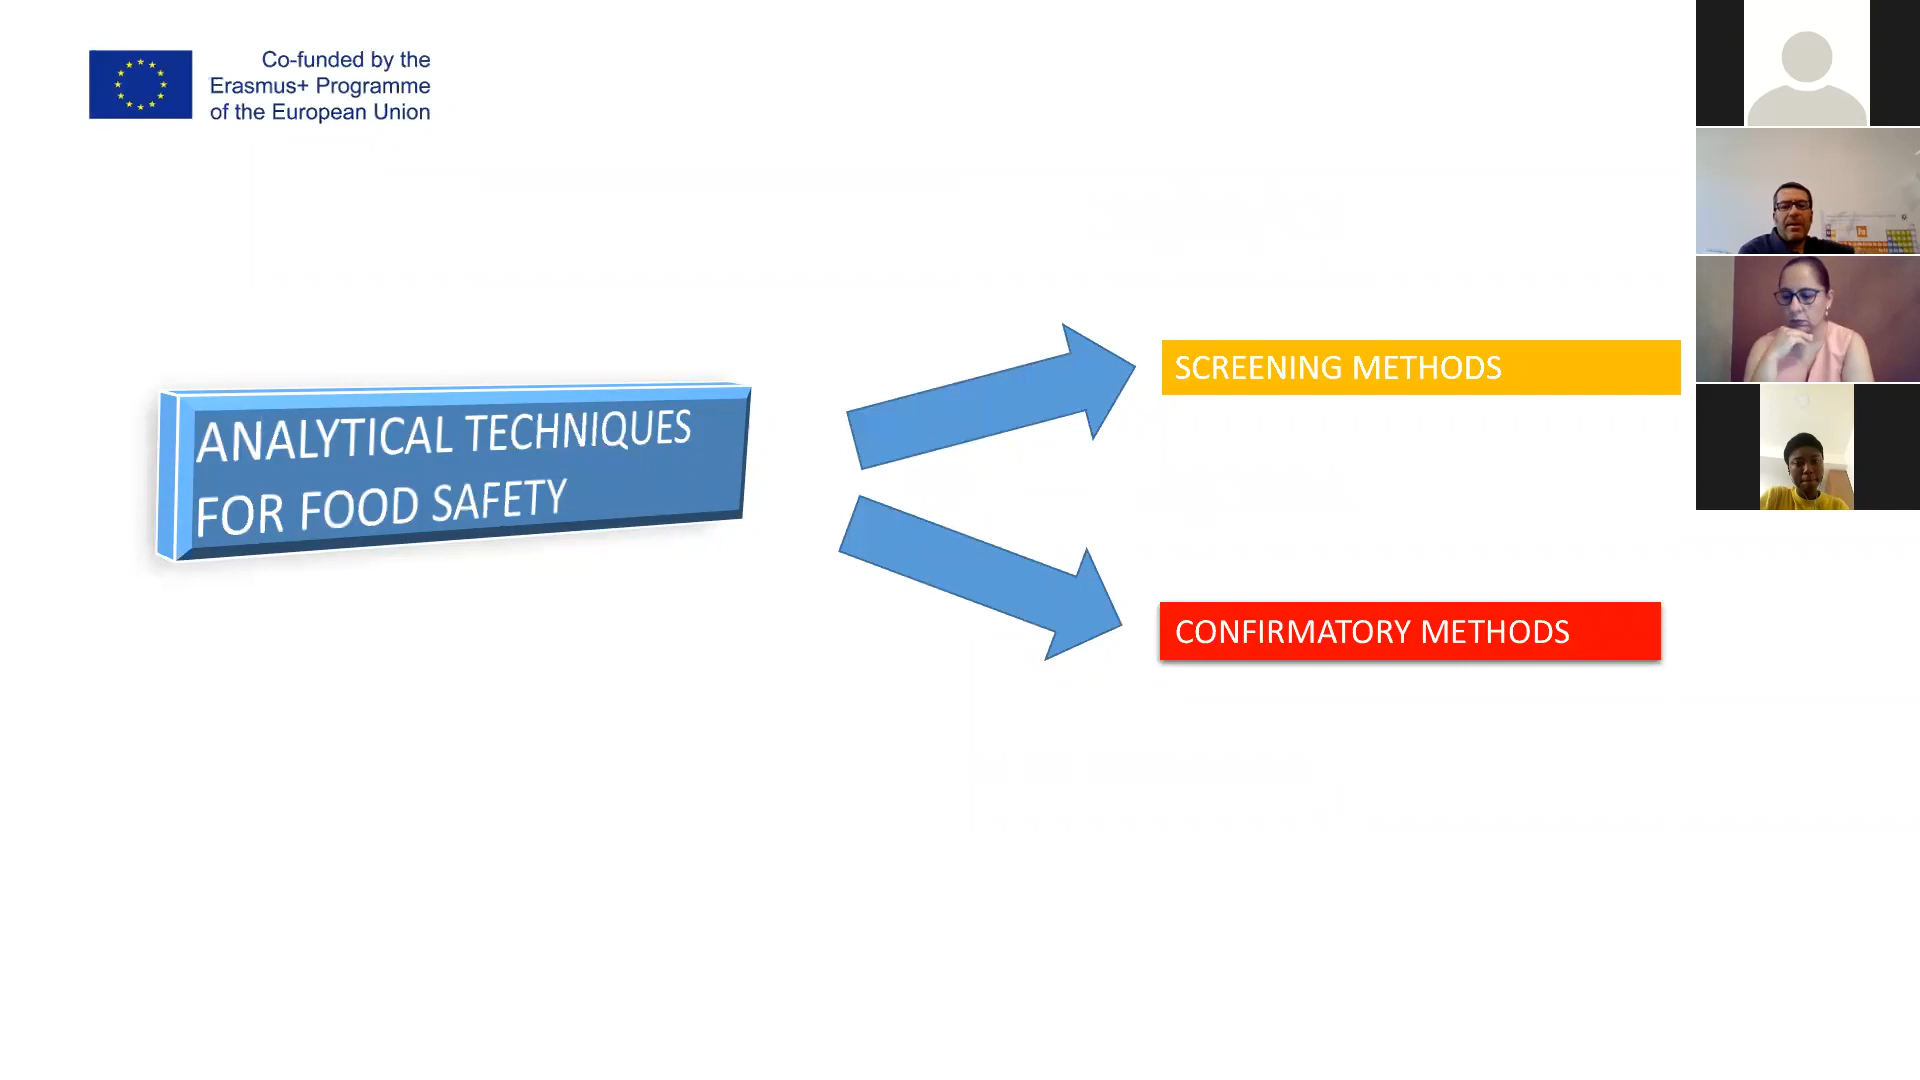 Co-funded by the
Erasmus+ Programme
of the European Union
ANALYTICAL TECHNIQUES
FOR FOOD SAFETY
SCREENING METHODS
CONFIRMATORY METHODS